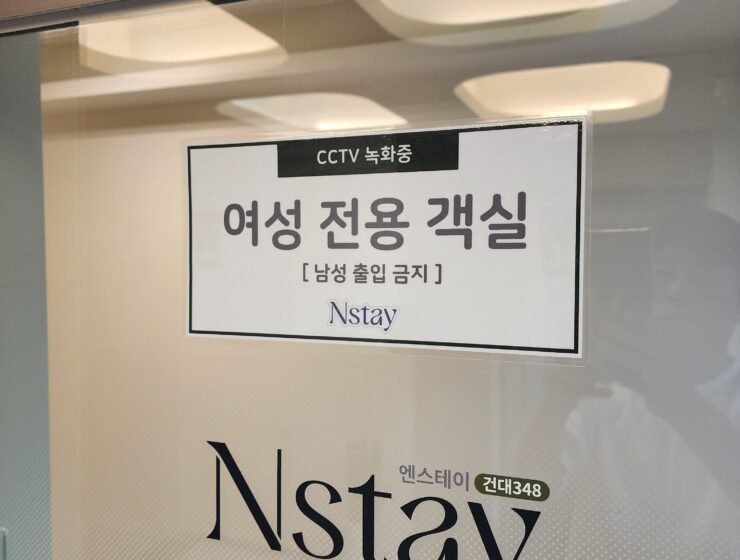 CCTV 녹화중
여성 전용 객실
[ 남성 출입 금지 ]
Nstay
엔스테이 건대348
Nstay